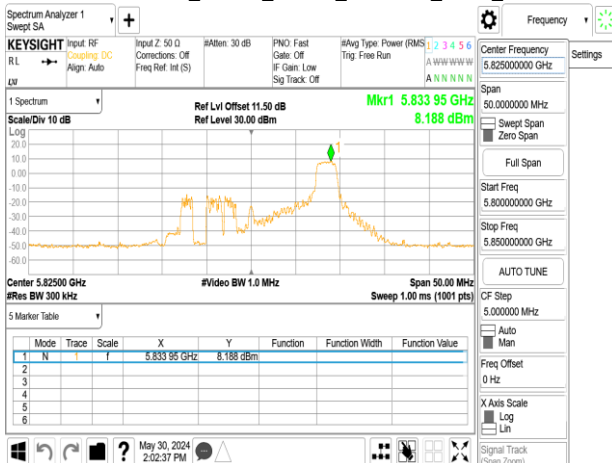 Spectrum Analyzer 1
Swept SA
+
Frequency
KEYSIGHT
RL
Input: RF
Coupling: DC
Align: Auto
Input Z: 50 Ω
Corrections: Off
Freq Ref: Int (S)
#Atten: 30 dB
PNO: Fast
Gate: Off
IF Gain: Low
Sig Track: Off
#Avg Type: Power (RMS
Trig: Free Run
1 2 3 4 5 6
A W W W W W
A N N N N N
Center Frequency
5.825000000 GHz
Settings
Span
50.0000000 MHz
Swept Span
Zero Span
Full Span
Start Freq
5.800000000 GHz
Stop Freq
5.850000000 GHz
AUTO TUNE
CF Step
5.000000 MHz
Auto
Man
Freq Offset
0 Hz
X Axis Scale
Log
Lin
Signal Track
(Span Zoom)
1 Spectrum
Scale/Div 10 dB
Ref Lvl Offset 11.50 dB
Ref Level 30.00 dBm
Mkr1 5.833 95 GHz
8.188 dBm
Log
20.0
10.0
0.00
-10.0
-20.0
-30.0
-40.0
-50.0
-60.0
1
Center 5.82500 GHz
#Res BW 300 kHz
#Video BW 1.0 MHz
Span 50.00 MHz
Sweep 1.00 ms (1001 pts)
5 Marker Table
Mode Trace Scale X Y Function Function Width Function Value
1 N 1 f 5.833 95 GHz 8.188 dBm
2
3
4
5
6
?
May 30, 2024
2:02:37 PM